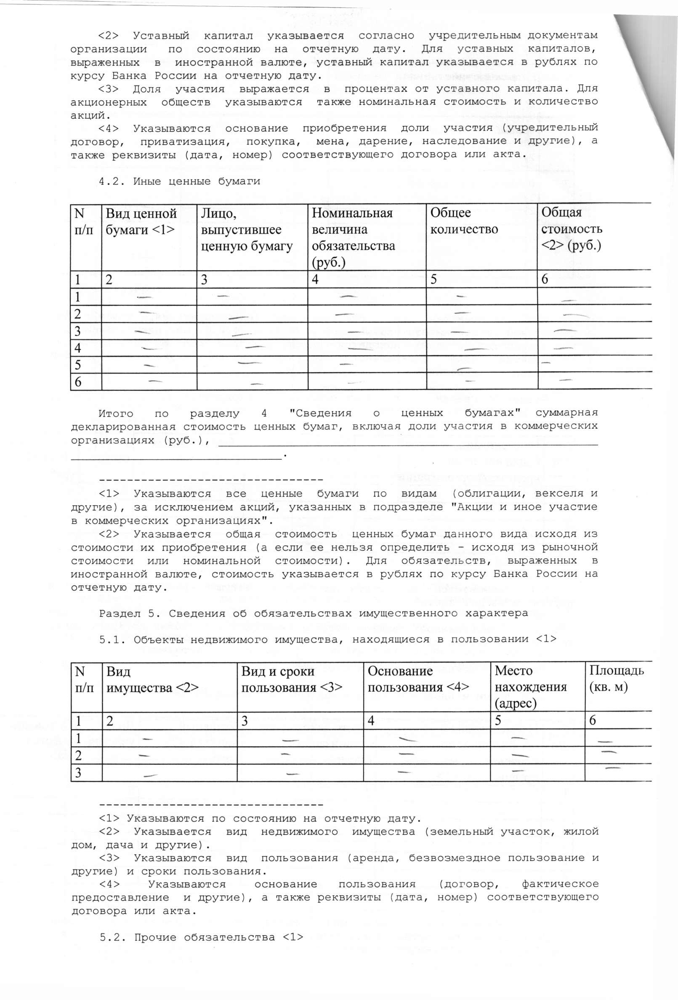 <2> Уставный капитал указывается согласно учредительным документам
организации по состоянию на отчетную дату. Для уставных капиталов,
выраженных в иностранной валюте, уставный капитал указывается в рублях по
курсу Банка России на отчетную дату.
<3> Доля участия выражается в процентах от уставного капитала. Для
акционерных обществ указываются также номинальная стоимость и количество
акций.
<4> Указываются основание приобретения доли участия (учредительный
договор, приватизация, покупка, мена, дарение, наследование и другие), а
также реквизиты (дата, номер) соответствующего договора или акта.
4.2. Иные ценные бумаги
N п/п Вид ценной бумаги <1> Лицо, выпустившее ценную бумагу Номинальная величина обязательства (руб.) Общее количество Общая стоимость <2> (руб.)
1 2 3 4 5 6
1 — — — — —
2 — — — — —
3 — — — — —
4 — — — — —
5 — — — — —
6 — — — — —
Итого по разделу 4 "Сведения о ценных бумагах" суммарная
декларированная стоимость ценных бумаг, включая доли участия в коммерческих
организациях (руб.), ______________________________________________________
______________________________.
--------------------------------
<1> Указываются все ценные бумаги по видам (облигации, векселя и
другие), за исключением акций, указанных в подразделе "Акции и иное участие
в коммерческих организациях".
<2> Указывается общая стоимость ценных бумаг данного вида исходя из
стоимости их приобретения (а если ее нельзя определить - исходя из рыночной
стоимости или номинальной стоимости). Для обязательств, выраженных в
иностранной валюте, стоимость указывается в рублях по курсу Банка России на
отчетную дату.
Раздел 5. Сведения об обязательствах имущественного характера
5.1. Объекты недвижимого имущества, находящиеся в пользовании <1>
N п/п Вид имущества <2> Вид и сроки пользования <3> Основание пользования <4> Место нахождения (адрес) Площадь (кв. м)
1 2 3 4 5 6
1 — — — — —
2 — — — — —
3 — — — — —
--------------------------------
<1> Указываются по состоянию на отчетную дату.
<2> Указывается вид недвижимого имущества (земельный участок, жилой
дом, дача и другие).
<3> Указываются вид пользования (аренда, безвозмездное пользование и
другие) и сроки пользования.
<4> Указываются основание пользования (договор, фактическое
предоставление и другие), а также реквизиты (дата, номер) соответствующего
договора или акта.
5.2. Прочие обязательства <1>